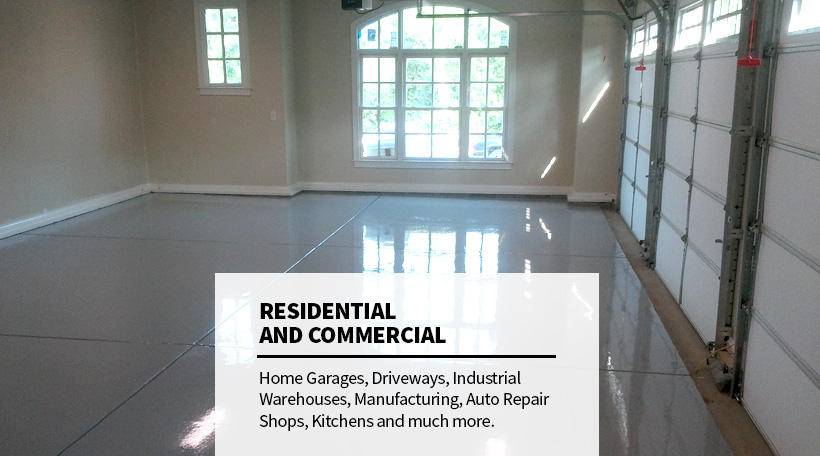 RESIDENTIAL
AND COMMERCIAL
Home Garages, Driveways, Industrial
Warehouses, Manufacturing, Auto Repair
Shops, Kitchens and much more.